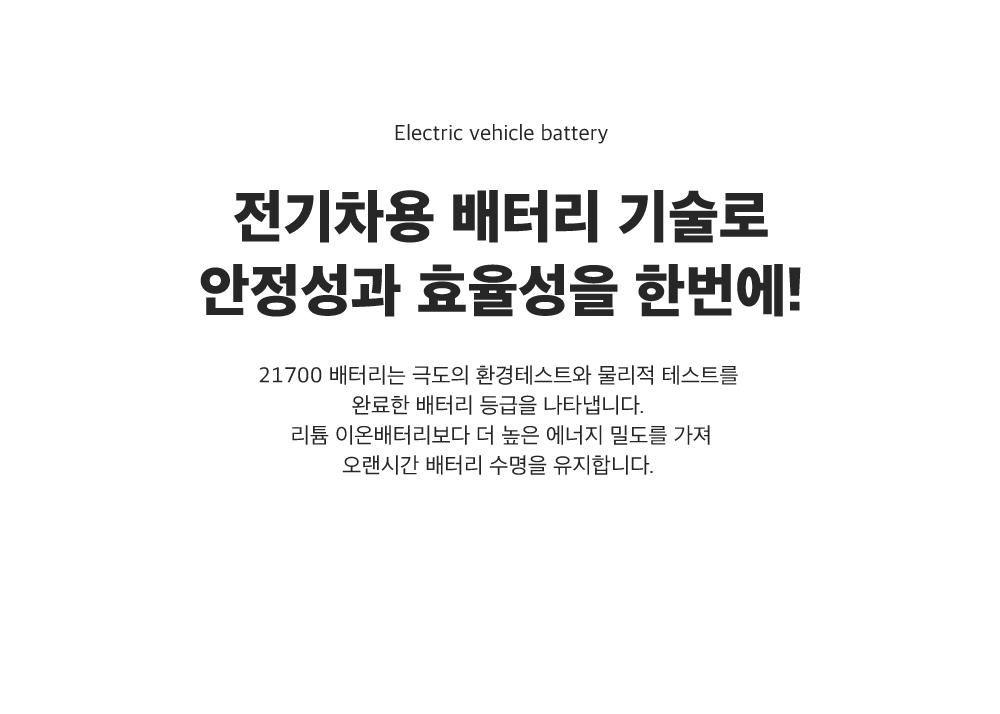 Electric vehicle battery
전기차용 배터리 기술로
안정성과 효율성을 한번에!
21700 배터리는 극도의 환경테스트와 물리적 테스트를
완료한 배터리 등급을 나타냅니다.
리튬 이온배터리보다 더 높은 에너지 밀도를 가져
오랜시간 배터리 수명을 유지합니다.